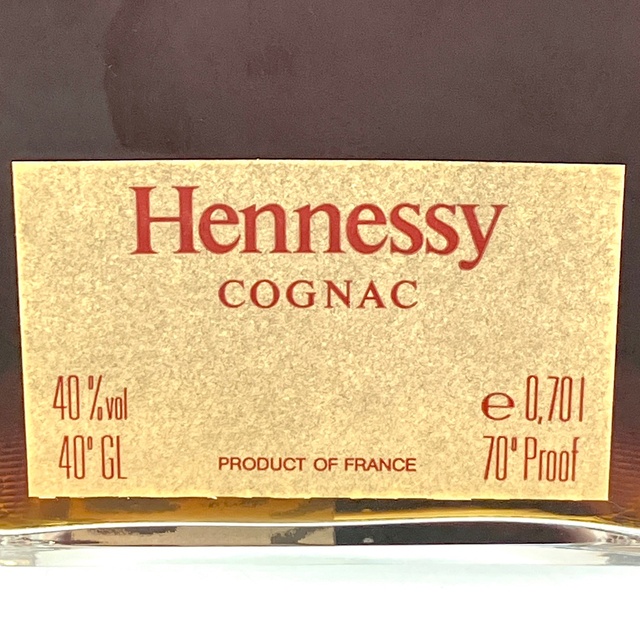 Hennessy
COGNAC
40%vol
e 0,70l
40° GL
PRODUCT OF FRANCE
70° Proof